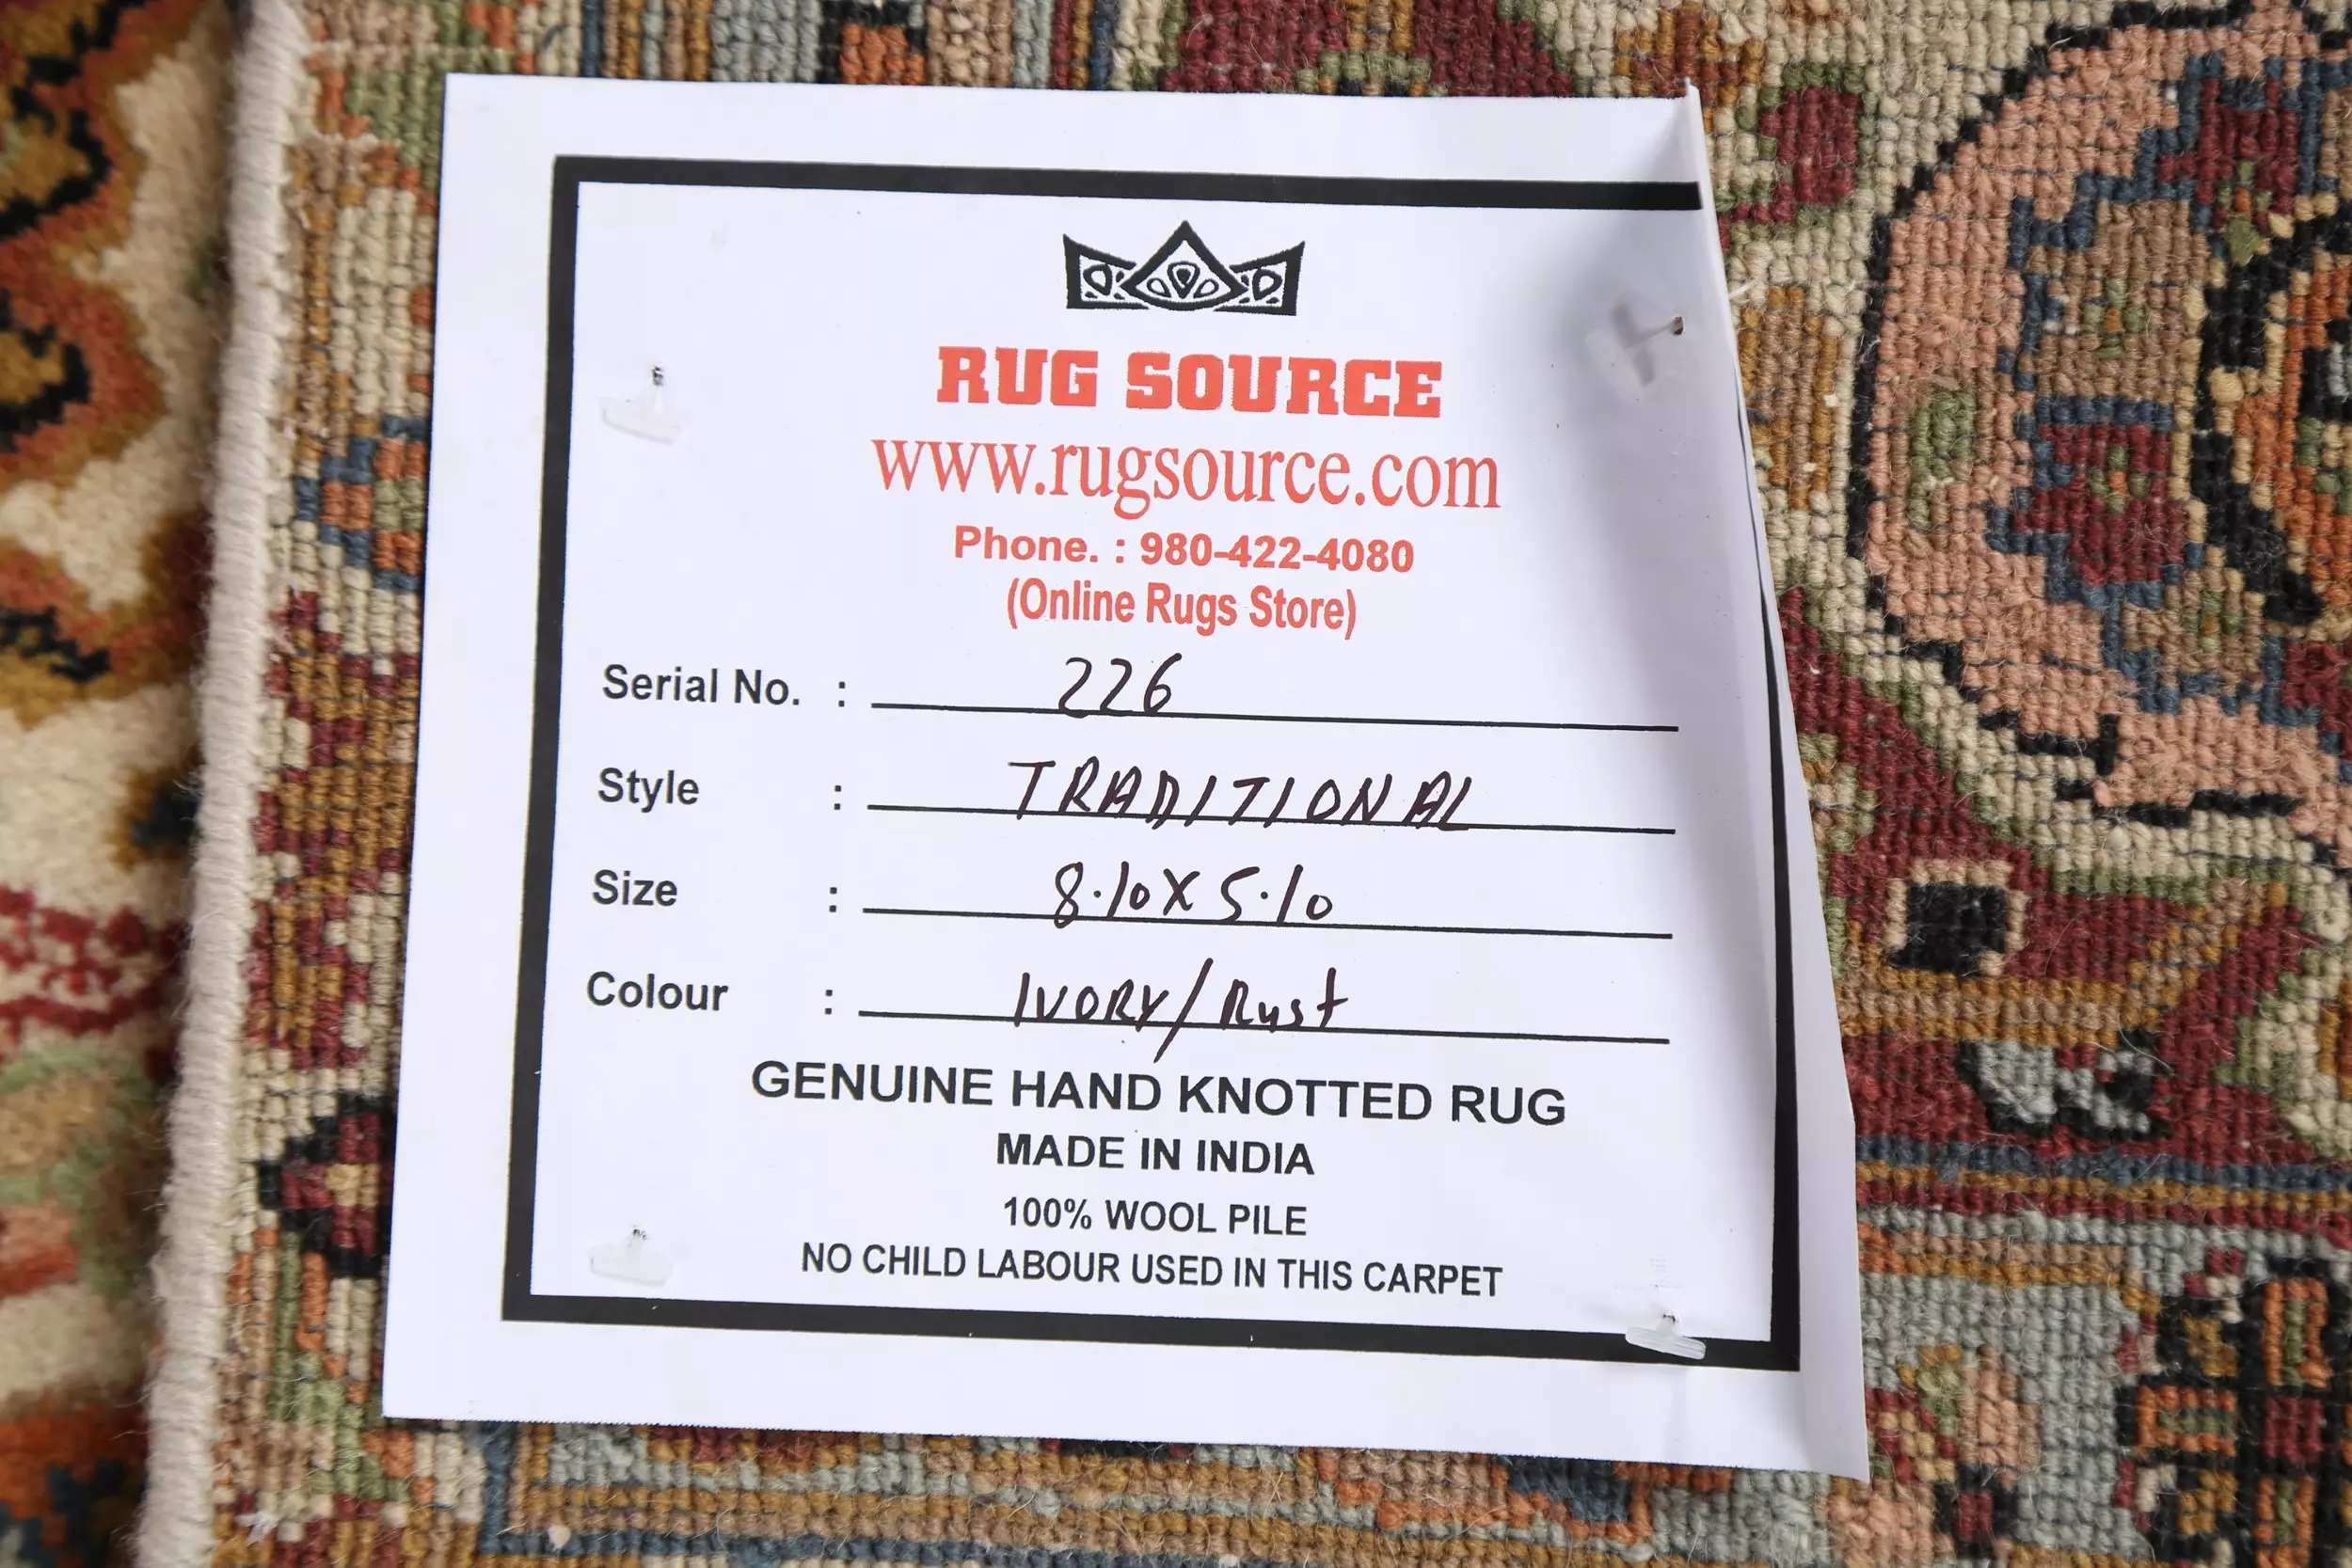 RUG SOURCE
www.rugsource.com
Phone. : 980-422-4080
(Online Rugs Store)
Serial No. : 226
Style : TRADITIONAL
Size : 8.10 X 5.10
Colour : IVORY/Rust
GENUINE HAND KNOTTED RUG
MADE IN INDIA
100% WOOL PILE
NO CHILD LABOUR USED IN THIS CARPET